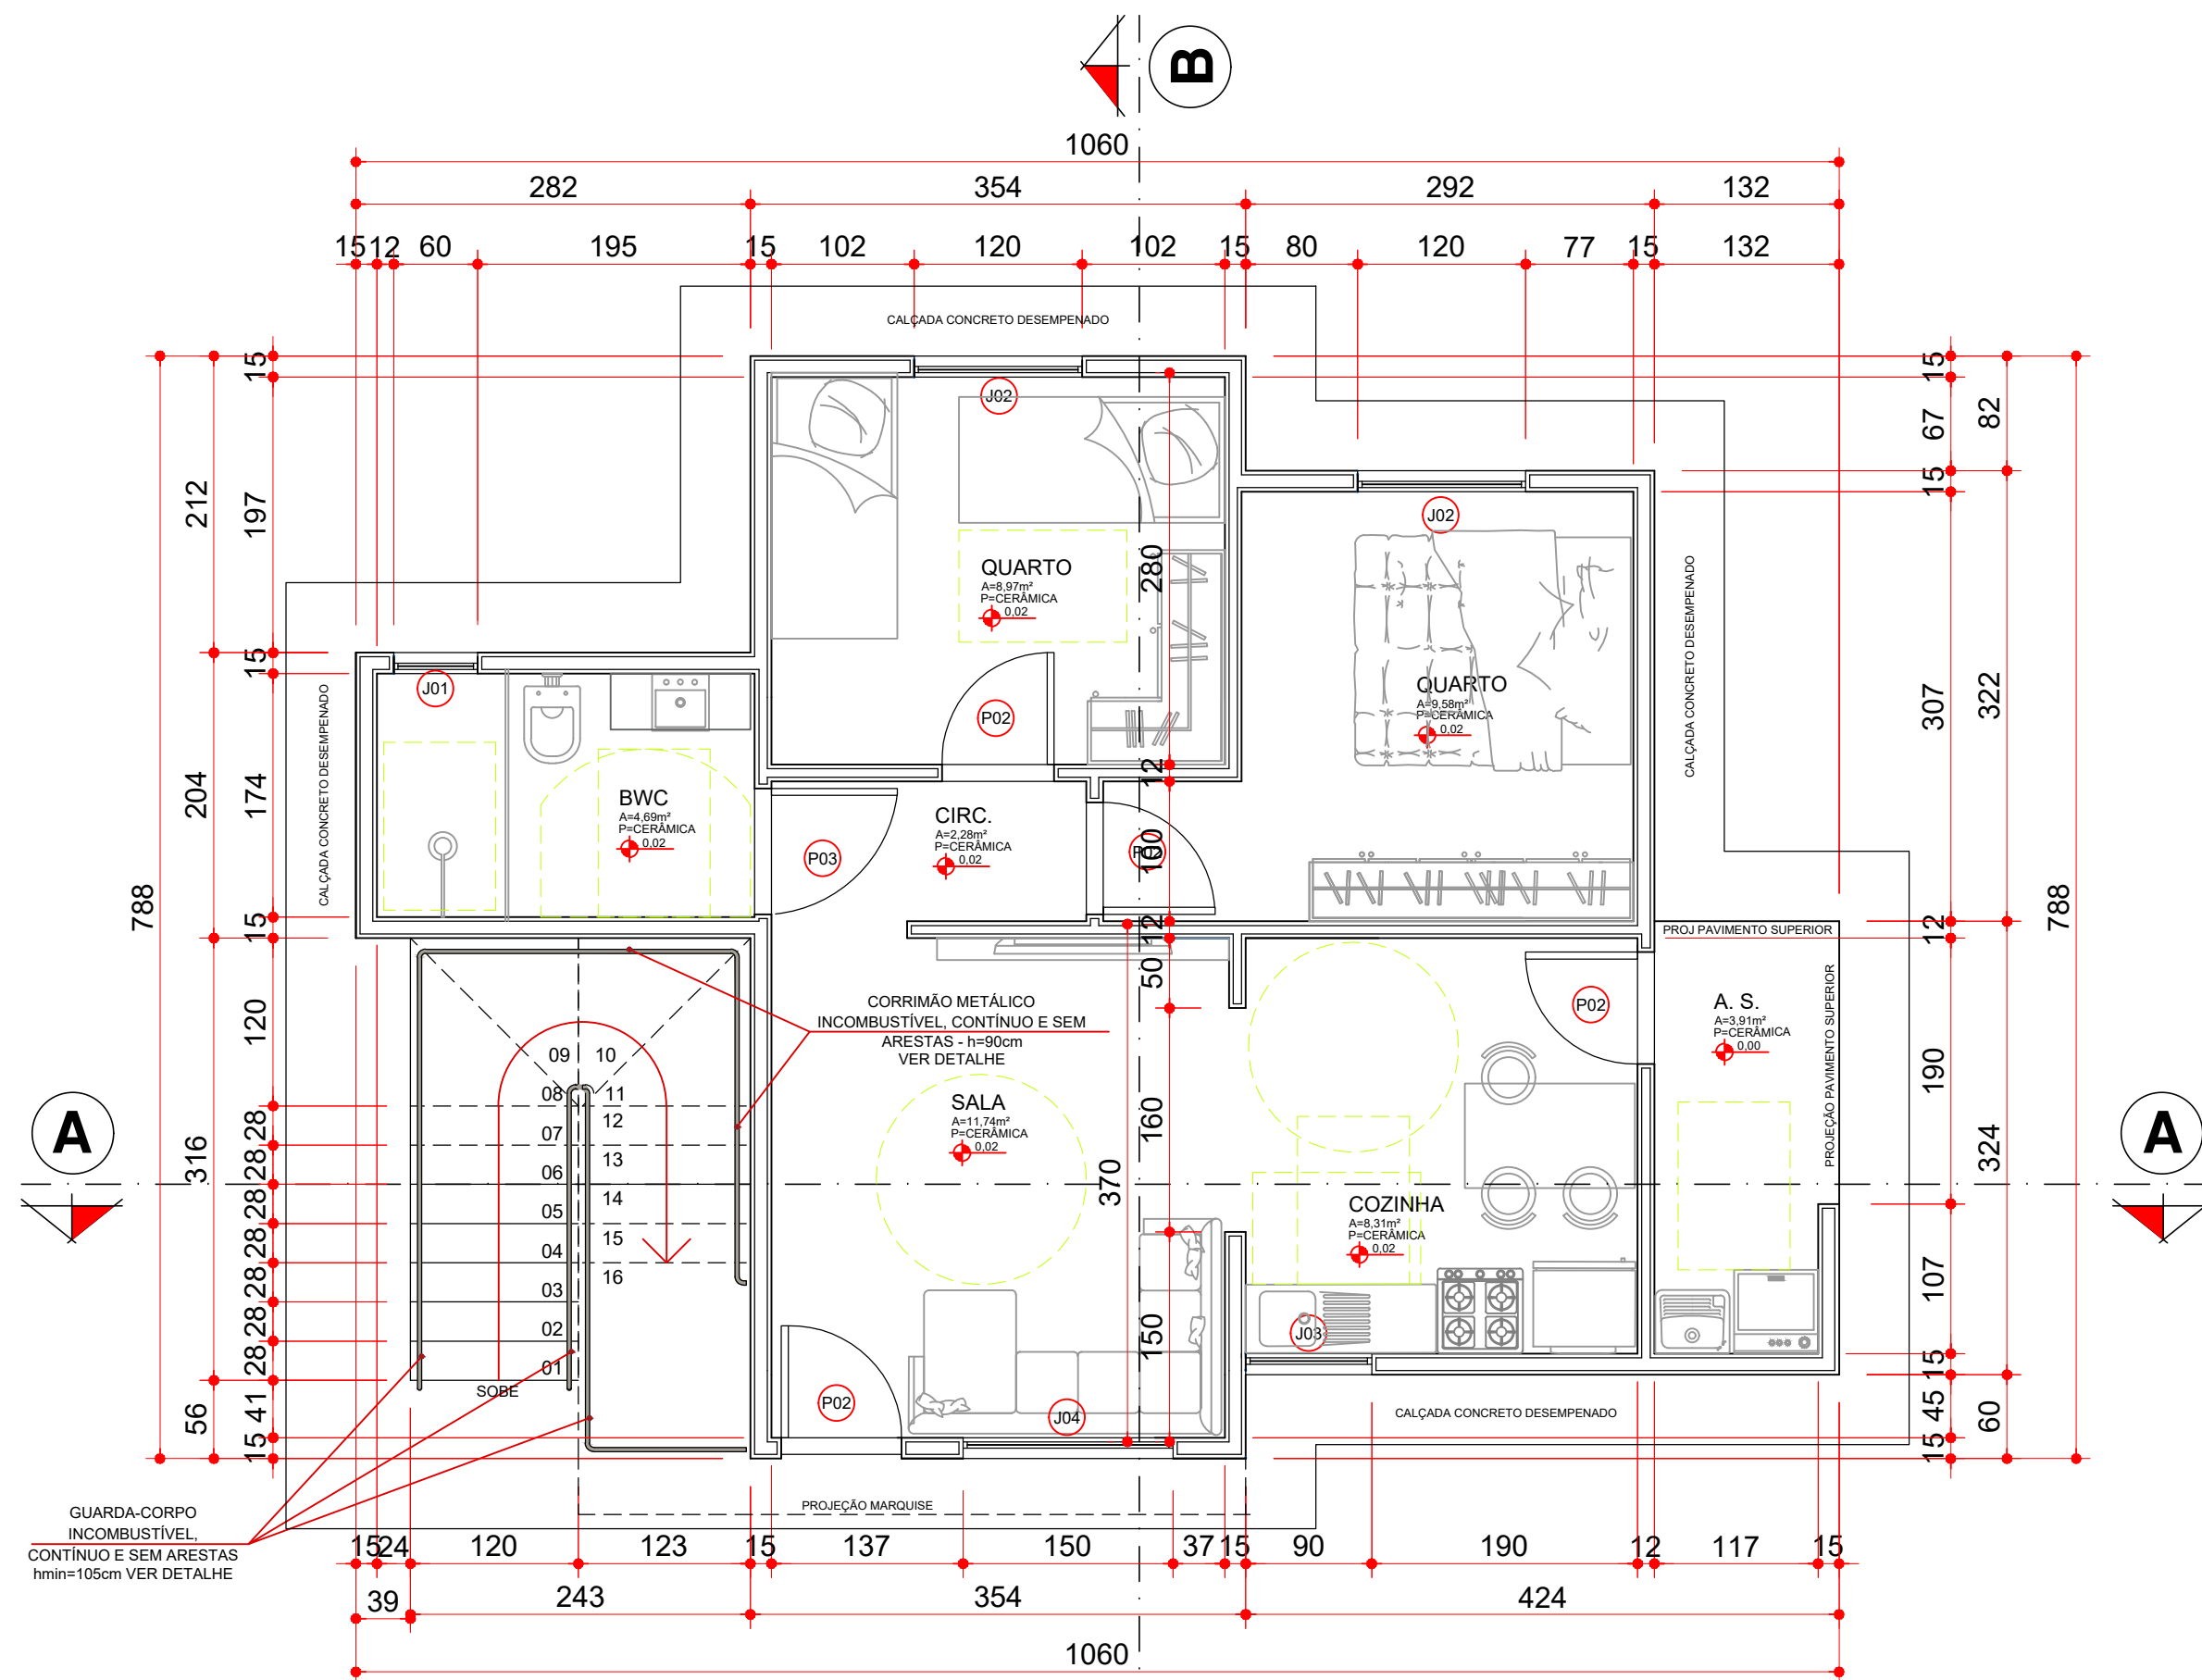 B
1060
282 354 292 132
15 12 60 195 15 102 120 102 15 80 120 77 15 132
CALÇADA CONCRETO DESEMPENADO
15
197
15
174
15
120
28
28
28
28
28
28
28
41
15
212
204
316
56
788
15
67
15
307
12
190
107
15
45
15
82
322
324
60
788
J02
J02
QUARTO
A=8,97m²
P=CERÂMICA
0,02
280
QUARTO
A=9,58m²
P=CERÂMICA
0,02
CALÇADA CONCRETO DESEMPENADO
CALÇADA CONCRETO DESEMPENADO
J01
P02
BWC
A=4,69m²
P=CERÂMICA
0,02
P03
CIRC.
A=2,28m²
P=CERÂMICA
0,02
12
P02
100
12
50
160
150
370
PROJ PAVIMENTO SUPERIOR
PROJEÇÃO PAVIMENTO SUPERIOR
CORRIMÃO METÁLICO
INCOMBUSTÍVEL, CONTÍNUO E SEM
ARESTAS - h=90cm
VER DETALHE
P02
A. S.
A=3,91m²
P=CERÂMICA
0,00
09 10
08 11
12
07
13
06
14
05
15
04
16
03
02
01
SOBE
A
A
SALA
A=11,74m²
P=CERÂMICA
0,02
COZINHA
A=8,31m²
P=CERÂMICA
0,02
J03
P02
J04
CALÇADA CONCRETO DESEMPENADO
PROJEÇÃO MARQUISE
GUARDA-CORPO
INCOMBUSTÍVEL,
CONTÍNUO E SEM ARESTAS
hmin=105cm VER DETALHE
15 24 120 123 15 137 150 37 15 90 190 12 117 15
39 243 354 424
1060